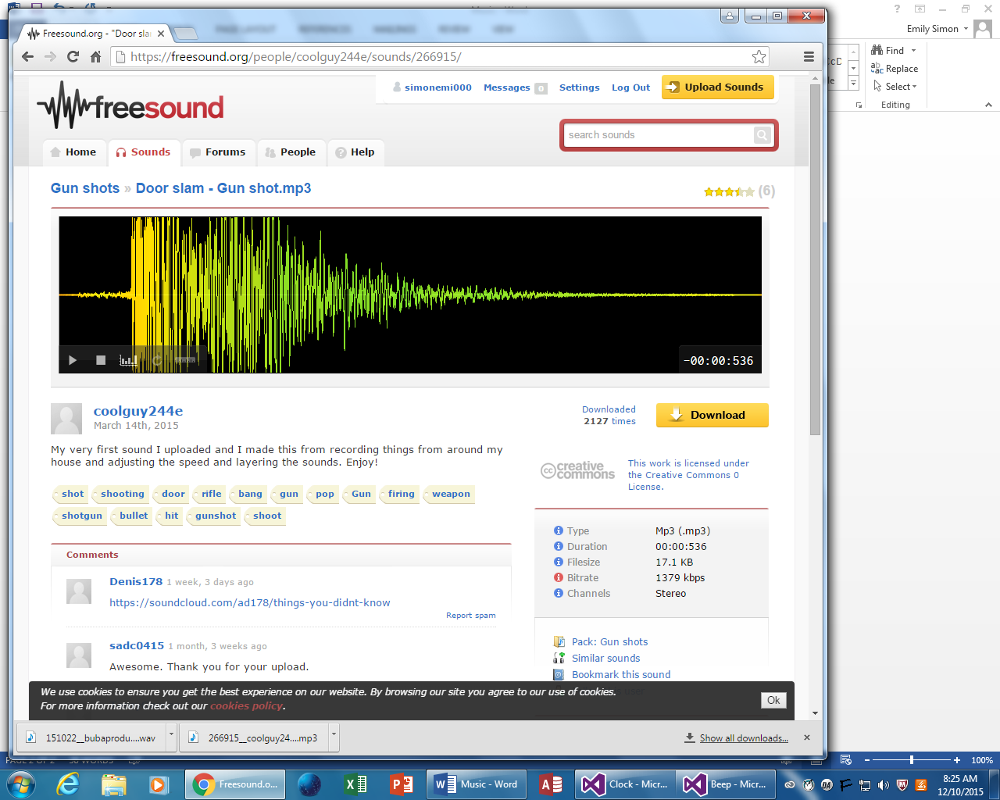 Freesound.org - "Door sla
https://freesound.org/people/coolguy244e/sounds/266915/
Emily Simon
Find
Replace
Select
Editing
simonemi000 Messages 0 Settings Log Out Upload Sounds
freesound
search sounds
Home Sounds Forums People Help
Gun shots » Door slam - Gun shot.mp3
(6)
-00:00:536
coolguy244e
March 14th, 2015
Downloaded
2127 times
Download
My very first sound I uploaded and I made this from recording things from around my
house and adjusting the speed and layering the sounds. Enjoy!
cc creative
commons
This work is licensed under
the Creative Commons 0
License.
shot shooting door rifle bang gun pop Gun firing weapon
shotgun bullet hit gunshot shoot
Type Mp3 (.mp3)
Duration 00:00:536
Filesize 17.1 KB
Bitrate 1379 kbps
Channels Stereo
Comments
Denis178 1 week, 3 days ago
https://soundcloud.com/ad178/things-you-didnt-know
Report spam
sadc0415 1 month, 3 weeks ago
Awesome. Thank you for your upload.
Pack: Gun shots
Similar sounds
Bookmark this sound
We use cookies to ensure you get the best experience on our website. By browsing our site you agree to our use of cookies.
For more information check out our cookies policy.
Ok
151022__bubaprodu....wav
266915__coolguy24....mp3
Show all downloads...
100%
Freesound.o...
Music - Word
Clock - Micr...
Beep - Micr...
8:25 AM
12/10/2015